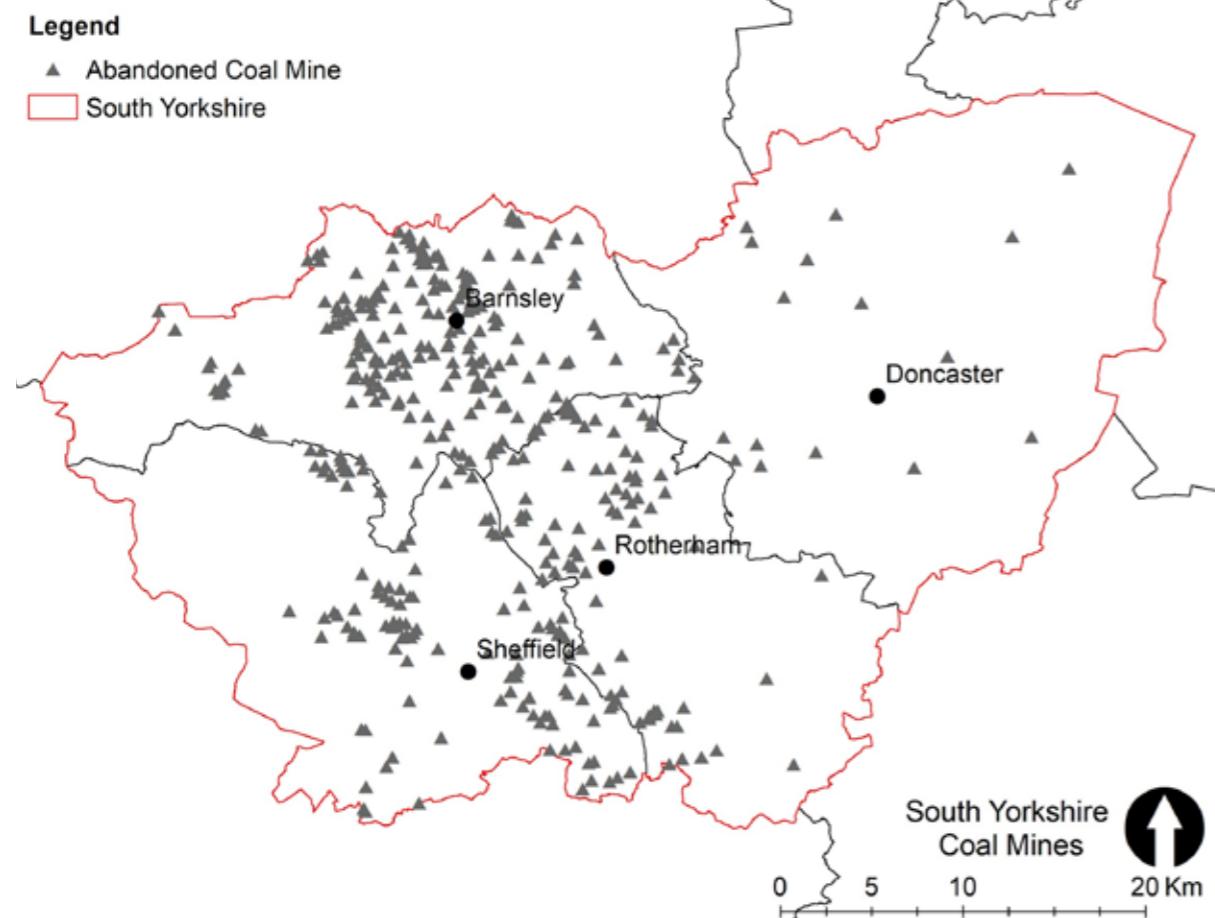 Legend
Abandoned Coal Mine
South Yorkshire
Barnsley
Doncaster
Rotherham
Sheffield
South Yorkshire
Coal Mines
0 5 10 20 Km